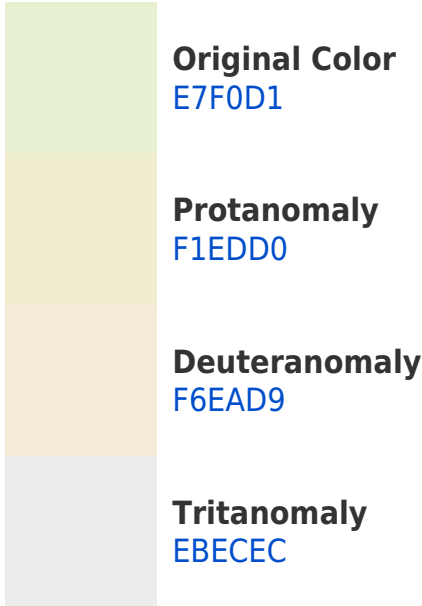 Original Color
E7F0D1
Protanomaly
F1EDD0
Deuteranomaly
F6EAD9
Tritanomaly
EBECEC